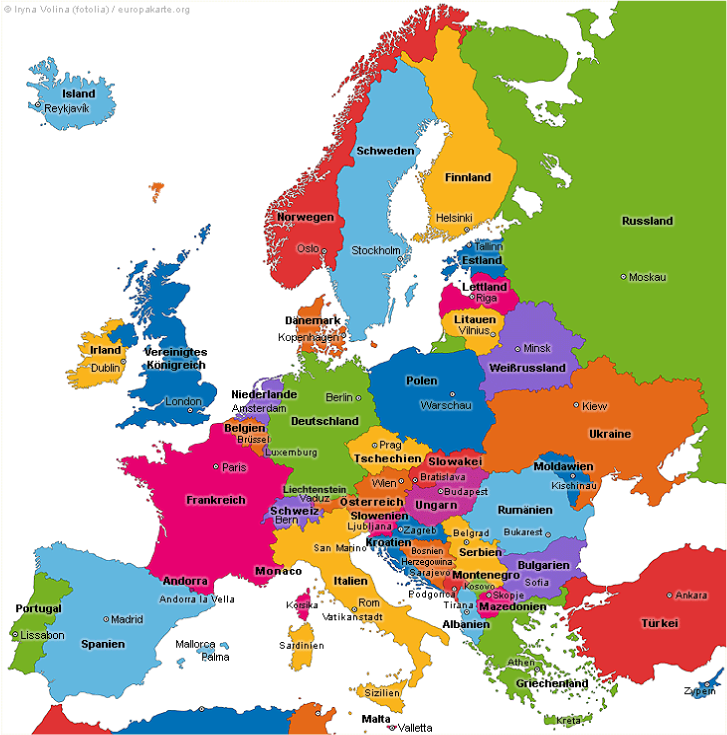 © Iryna Volina (fotolia) / europakarte.org
Island
Reykjavík
Schweden
Finnland
Norwegen
Russland
Helsinki
Oslo
Stockholm
Tallinn
Estland
Moskau
Lettland
Riga
Dänemark
Litauen
Kopenhagen
Vilnius
Irland
Vereinigtes
Königreich
Minsk
Dublin
Weißrussland
Polen
Niederlande
Berlin
London
Amsterdam
Warschau
Kiew
Deutschland
Belgien
Brüssel
Ukraine
Luxemburg
Prag
Tschechien
Paris
Slowakei
Moldawien
Bratislava
Wien
Kischinau
Liechtenstein
Vaduz
Budapest
Frankreich
Österreich
Ungarn
Schweiz
Bern
Slowenien
Rumänien
Ljubljana
Zagreb
Belgrad
Bukarest
Kroatien
San Marino
Bosnien
Herzegowina
Serbien
Sarajevo
Bulgarien
Monaco
Montenegro
Andorra
Italien
Kosovo
Sofia
Andorra la Vella
Podgorica
Skopje
Ankara
Korsika
Rom
Tirana
Mazedonien
Portugal
Vatikanstadt
Madrid
Albanien
Türkei
Lissabon
Spanien
Mallorca
Sardinien
Palma
Athen
Griechenland
Sizilien
Zypern
Malta
Kreta
Valletta